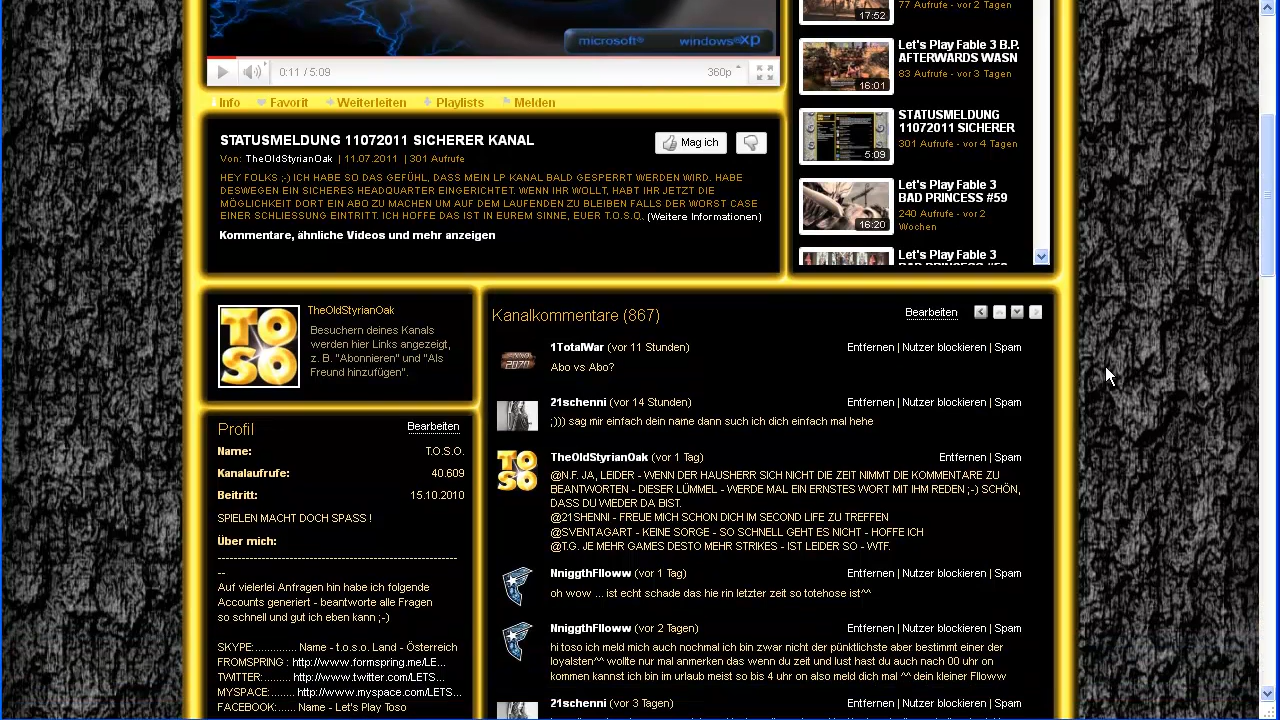 microsoft® windows®xp
0:11 / 5:09
360p
Info Favorit Weiterleiten Playlists Melden
STATUSMELDUNG 11072011 SICHERER KANAL
Mag ich
Von: TheOldStyrianOak | 11.07.2011 | 301 Aufrufe
HEY FOLKS ;-) ICH HABE SO DAS GEFÜHL, DASS MEIN LP KANAL BALD GESPERRT WERDEN WIRD. HABE
DESWEGEN EIN SICHERES HEADQUARTER EINGERICHTET. WENN IHR WOLLT, HABT IHR JETZT DIE
MÖGLICHKEIT DORT EIN ABO ZU MACHEN UM AUF DEM LAUFENDEN ZU BLEIBEN FALLS DER WORST CASE
EINER SCHLIESSUNG EINTRITT. ICH HOFFE DAS IST IN EUREM SINNE, EUER T.O.S.O.. (Weitere Informationen)
Kommentare, ähnliche Videos und mehr anzeigen
17:52
77 Aufrufe - vor 2 Tagen
16:01
Let's Play Fable 3 B.P.
AFTERWARDS WASN
83 Aufrufe - vor 3 Tagen
5:09
STATUSMELDUNG
11072011 SICHERER
301 Aufrufe - vor 4 Tagen
16:20
Let's Play Fable 3
BAD PRINCESS #59
240 Aufrufe - vor 2
Wochen
Let's Play Fable 3
TOSO
TheOldStyrianOak
Besuchern deines Kanals
werden hier Links angezeigt,
z. B. "Abonnieren" und "Als
Freund hinzufügen".
Profil Bearbeiten
Name: T.O.S.O.
Kanalaufrufe: 40.609
Beitritt: 15.10.2010
SPIELEN MACHT DOCH SPASS !
Über mich:
------------------------------------------------------------
--
Auf vielerlei Anfragen hin habe ich folgende
Accounts generiert - beantworte alle Fragen
so schnell und gut ich eben kann ;-)
SKYPE:............. Name - t.o.s.o. Land - Österreich
FROMSPRING : http://www.formspring.me/LE...
TWITTER:......... http://www.twitter.com/LETS...
MYSPACE:........ http://www.myspace.com/LETS...
FACEBOOK:...... Name - Let's Play Toso
Kanalkommentare (867) Bearbeiten
1TotalWar (vor 11 Stunden) Entfernen | Nutzer blockieren | Spam
Abo vs Abo?
21schenni (vor 14 Stunden) Entfernen | Nutzer blockieren | Spam
;))) sag mir einfach dein name dann such ich dich einfach mal hehe
TOSO
TheOldStyrianOak (vor 1 Tag) Entfernen | Spam
@N.F. JA, LEIDER - WENN DER HAUSHERR SICH NICHT DIE ZEIT NIMMT DIE KOMMENTARE ZU
BEANTWORTEN - DIESER LÜMMEL - WERDE MAL EIN ERNSTES WORT MIT IHM REDEN ;-) SCHÖN,
DASS DU WIEDER DA BIST.
@21SHENNI - FREUE MICH SCHON DICH IM SECOND LIFE ZU TREFFEN
@SVENTAGART - KEINE SORGE - SO SCHNELL GEHT ES NICHT - HOFFE ICH
@T.G. JE MEHR GAMES DESTO MEHR STRIKES - IST LEIDER SO - WTF.
NniggthFlloww (vor 1 Tag) Entfernen | Nutzer blockieren | Spam
oh wow ... ist echt schade das hie rin letzter zeit so totehose ist^^
NniggthFlloww (vor 2 Tagen) Entfernen | Nutzer blockieren | Spam
hi toso ich meld mich auch nochmal ich bin zwar nicht der pünktlichste aber bestimmt einer der
loyalsten^^ wollte nur mal anmerken das wenn du zeit und lust hast du auch nach 00 uhr on
kommen kannst ich bin im urlaub meist so bis 4 uhr on also meld dich mal ^^ dein kleiner Flloww
21schenni (vor 3 Tagen) Entfernen | Nutzer blockieren | Spam